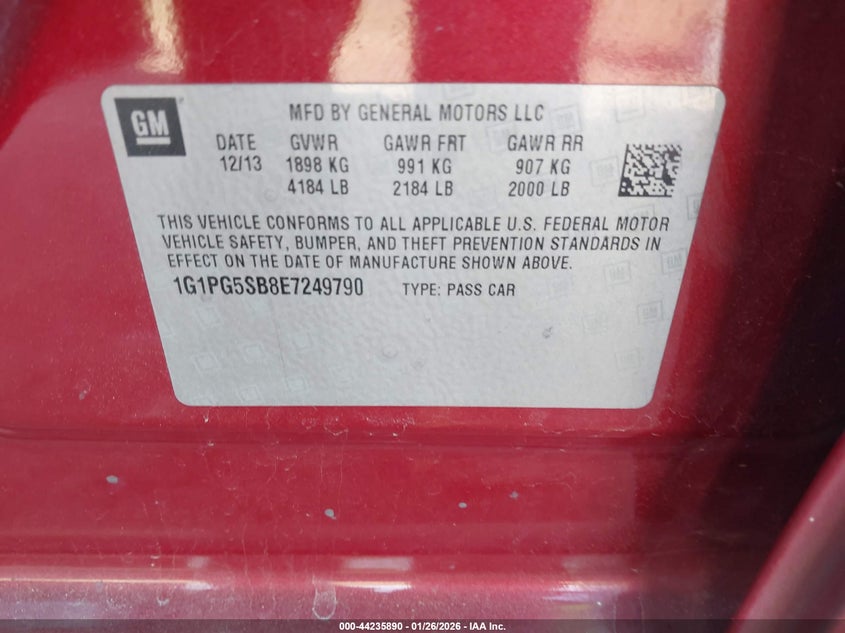 GM
MFD BY GENERAL MOTORS LLC
DATE GVWR GAWR FRT GAWR RR
12/13 1898 KG 991 KG 907 KG
4184 LB 2184 LB 2000 LB
THIS VEHICLE CONFORMS TO ALL APPLICABLE U.S. FEDERAL MOTOR
VEHICLE SAFETY, BUMPER, AND THEFT PREVENTION STANDARDS IN
EFFECT ON THE DATE OF MANUFACTURE SHOWN ABOVE.
1G1PG5SB8E7249790 TYPE: PASS CAR
000-44235890 - 01/26/2026 - IAA Inc.